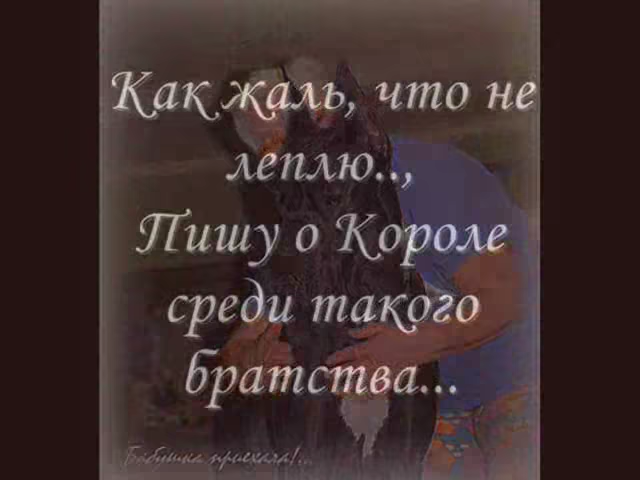 Как жаль, что не
леплю..,
Пишу о Короле
среди такого
братства...
Бабушка приехала!...